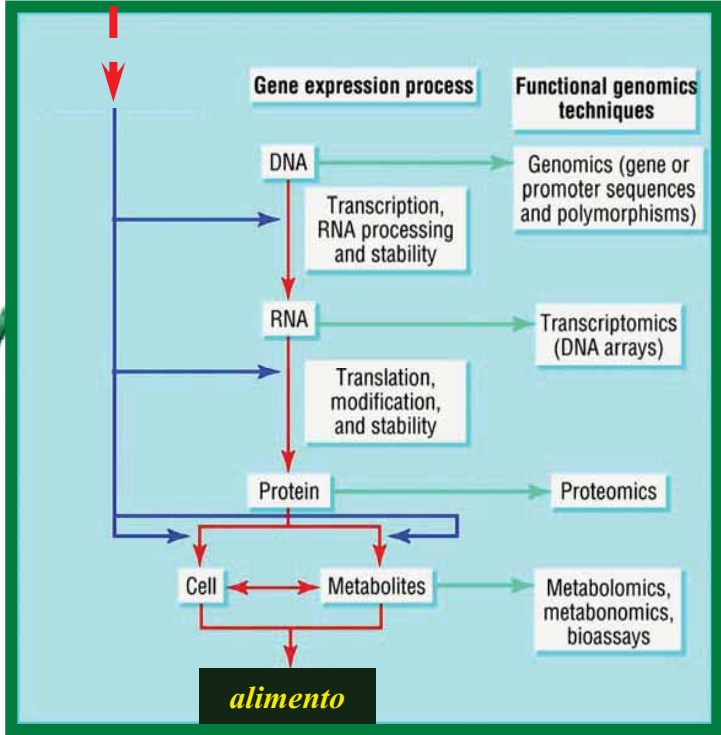 Gene expression process
Functional genomics
techniques
DNA
Genomics (gene or
promoter sequences
and polymorphisms)
Transcription,
RNA processing
and stability
RNA
Transcriptomics
(DNA arrays)
Translation,
modification,
and stability
Protein
Proteomics
Cell
Metabolites
Metabolomics,
metabonomics,
bioassays
alimento